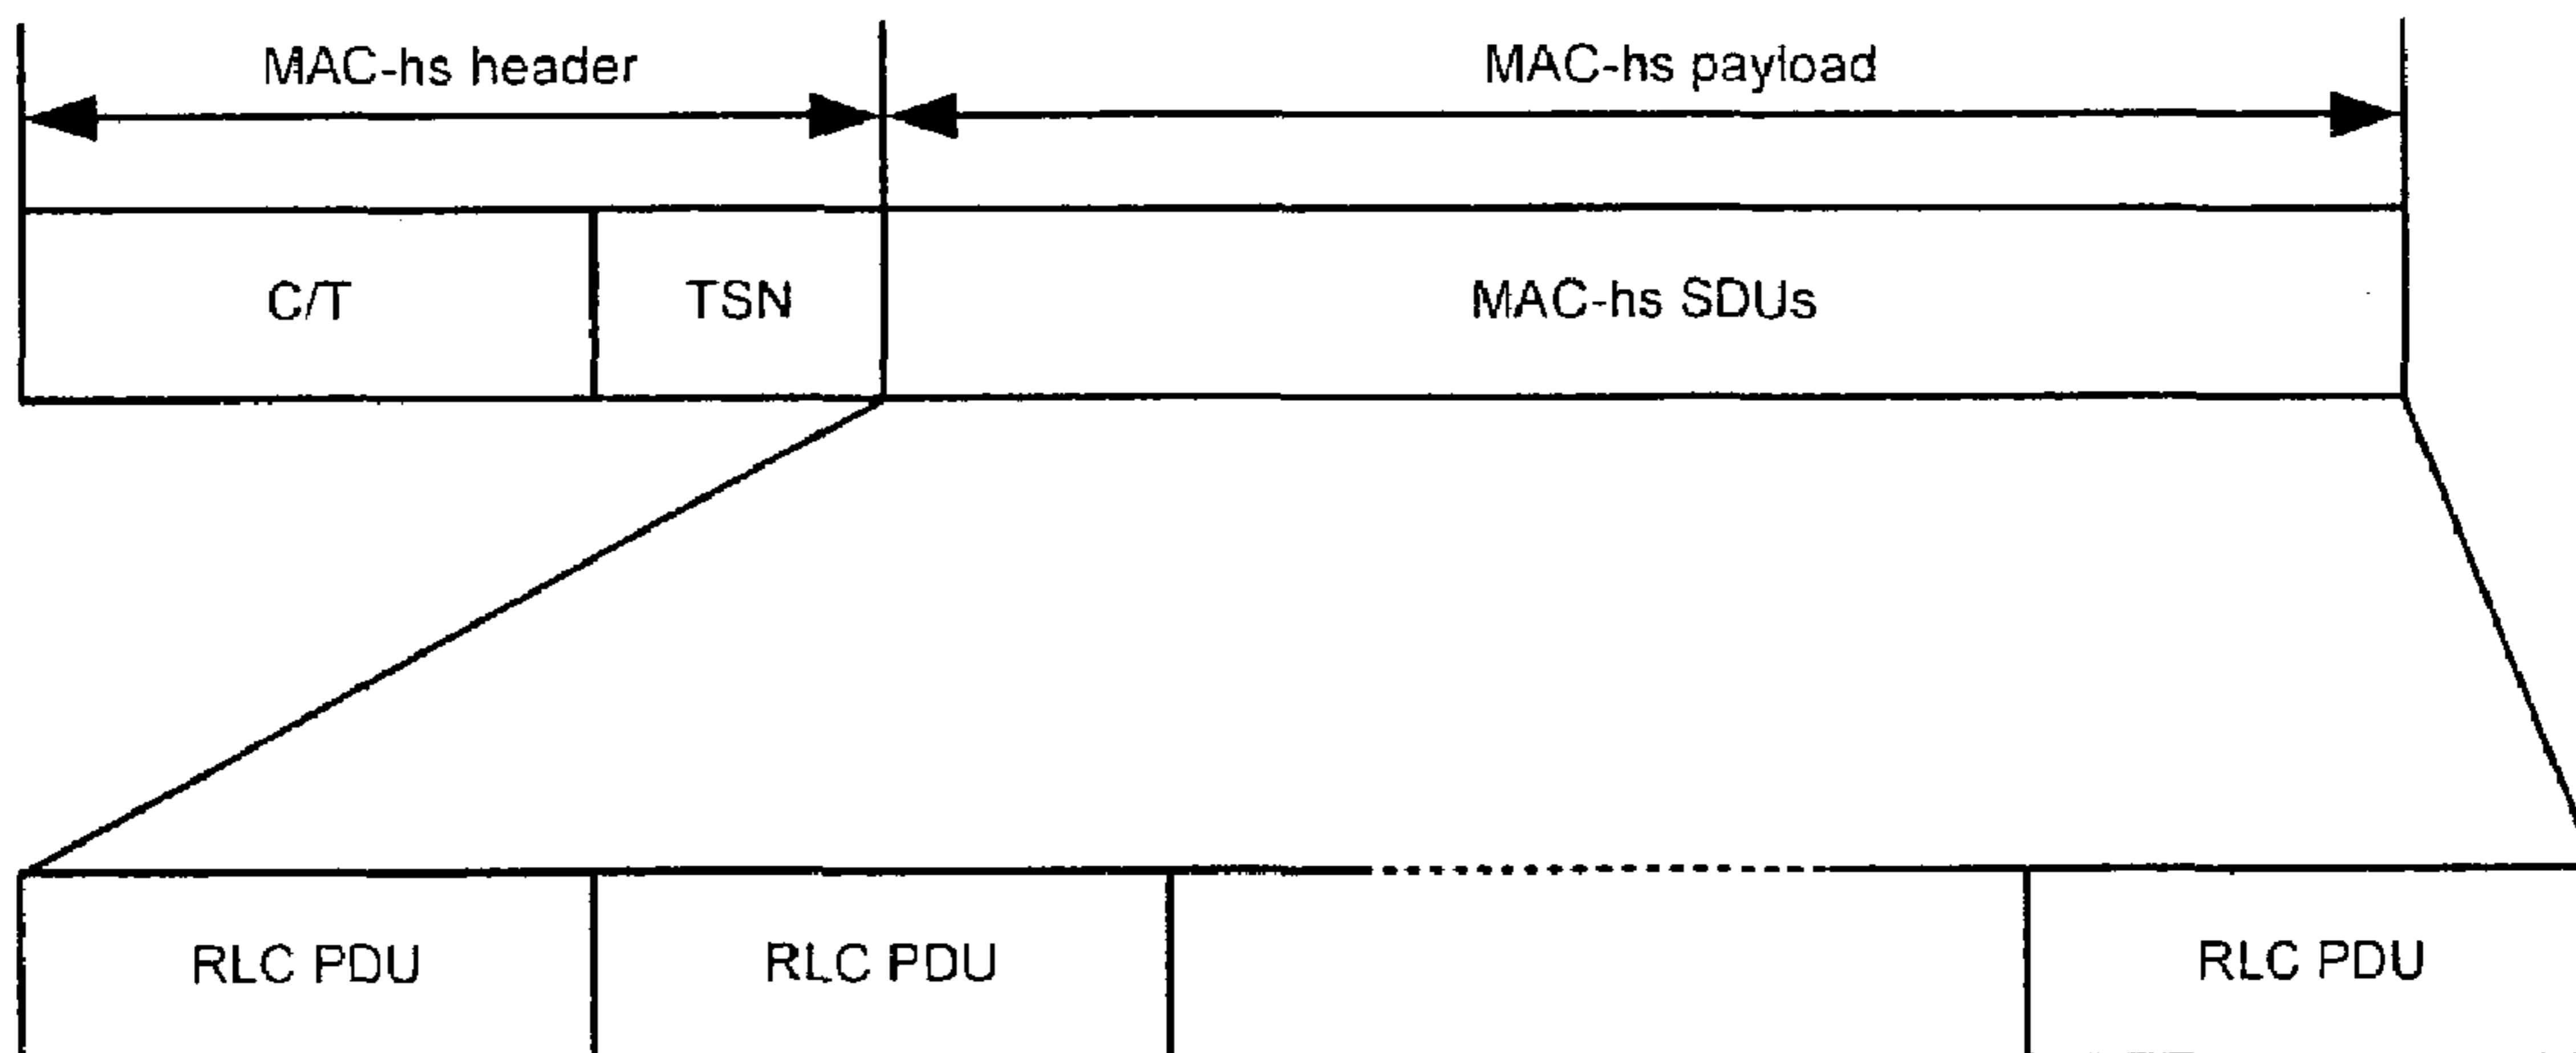 MAC-hs header
MAC-hs payload
C/T
TSN
MAC-hs SDUs
RLC PDU
RLC PDU
RLC PDU